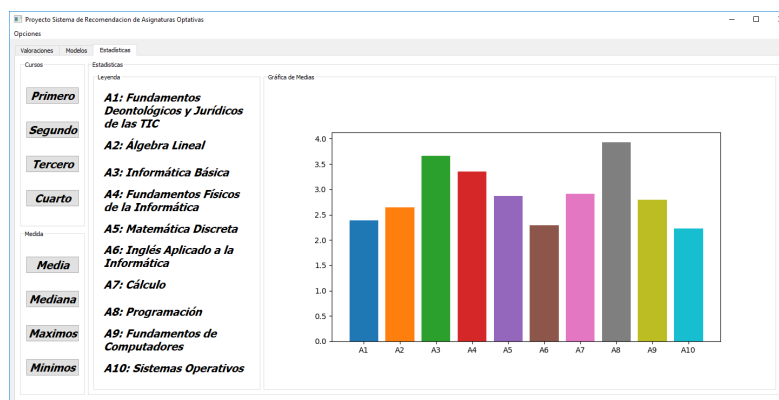 Proyecto Sistema de Recomendacion de Asignaturas Optativas
Opciones
Valoraciones Modelos Estadísticas
Cursos
Primero
Segundo
Tercero
Cuarto
Medida
Media
Mediana
Maximos
Minimos
Estadísticas
Leyenda
A1: Fundamentos
Deontológicos y Jurídicos
de las TIC
A2: Álgebra Lineal
A3: Informática Básica
A4: Fundamentos Físicos
de la Informática
A5: Matemática Discreta
A6: Inglés Aplicado a la
Informática
A7: Cálculo
A8: Programación
A9: Fundamentos de
Computadores
A10: Sistemas Operativos
Gráfica de Medias
4.0
3.5
3.0
2.5
2.0
1.5
1.0
0.5
0.0
A1 A2 A3 A4 A5 A6 A7 A8 A9 A10